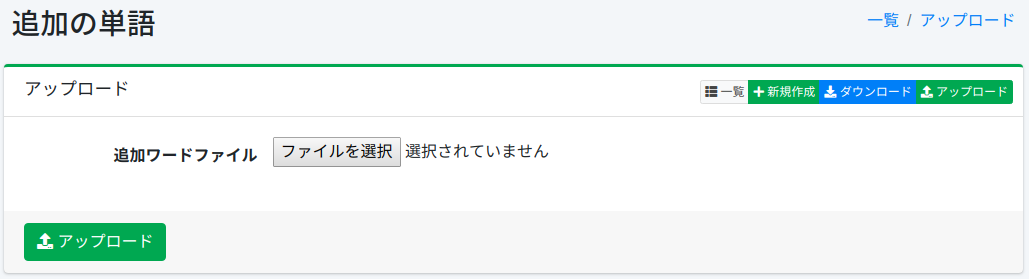 追加の単語
一覧 / アップロード
アップロード
一覧 新規作成 ダウンロード アップロード
追加ワードファイル ファイルを選択 選択されていません
アップロード